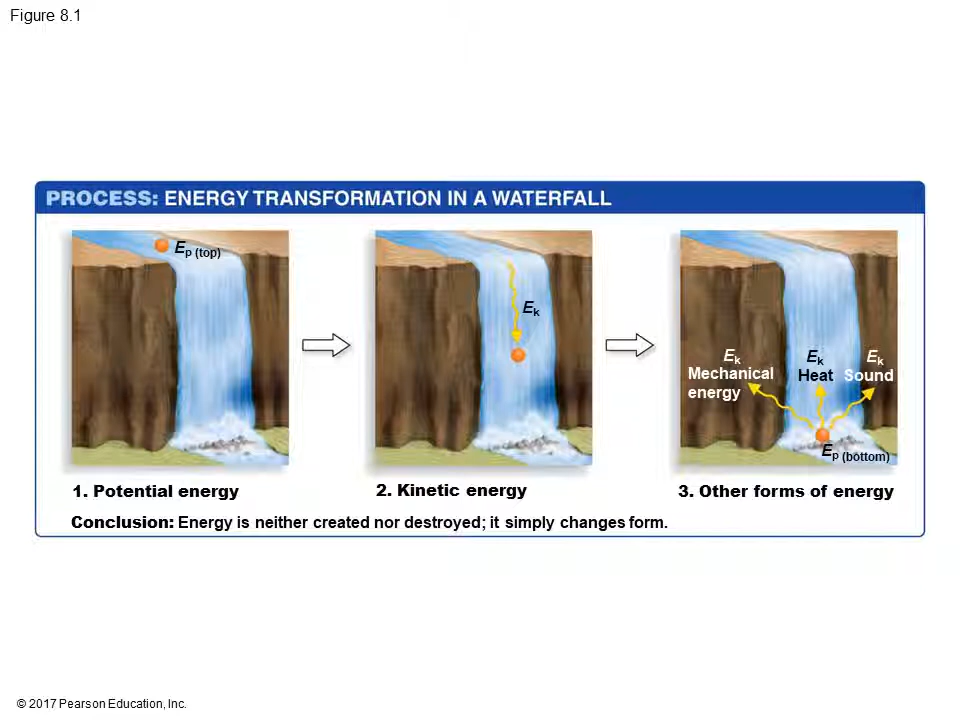 Figure 8.1
PROCESS: ENERGY TRANSFORMATION IN A WATERFALL
Ep (top)
Ek
Ek
Mechanical
energy
Ek
Heat
Ek
Sound
Ep (bottom)
1. Potential energy
2. Kinetic energy
3. Other forms of energy
Conclusion: Energy is neither created nor destroyed; it simply changes form.
© 2017 Pearson Education, Inc.